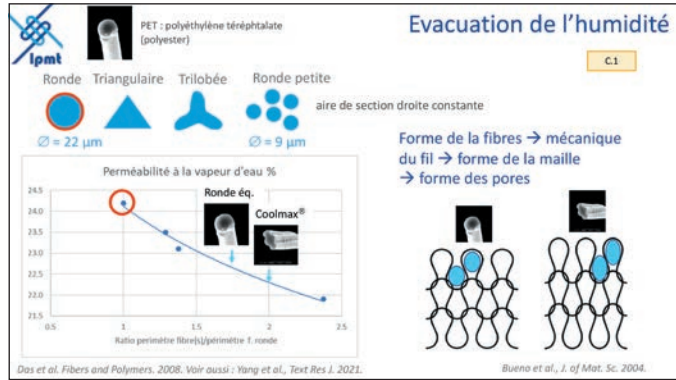 lpmt
PET : polyéthylène téréphtalate
(polyester)
Evacuation de l'humidité
C.1
Ronde
Triangulaire
Trilobée
Ronde petite
aire de section droite constante
∅ = 22 μm
∅ = 9 μm
Perméabilité à la vapeur d'eau %
24.5
24.0
23.5
23.0
22.5
22.0
21.5
0.5
1
1.5
2
2.5
Ronde éq.
Coolmax®
Ratio perimètre fibre(s)/périmètre f. ronde
Forme de la fibres → mécanique
du fil → forme de la maille
→ forme des pores
Das et al. Fibers and Polymers. 2008. Voir aussi : Yang et al., Text Res J. 2021.
Bueno et al., J. of Mat. Sc. 2004.